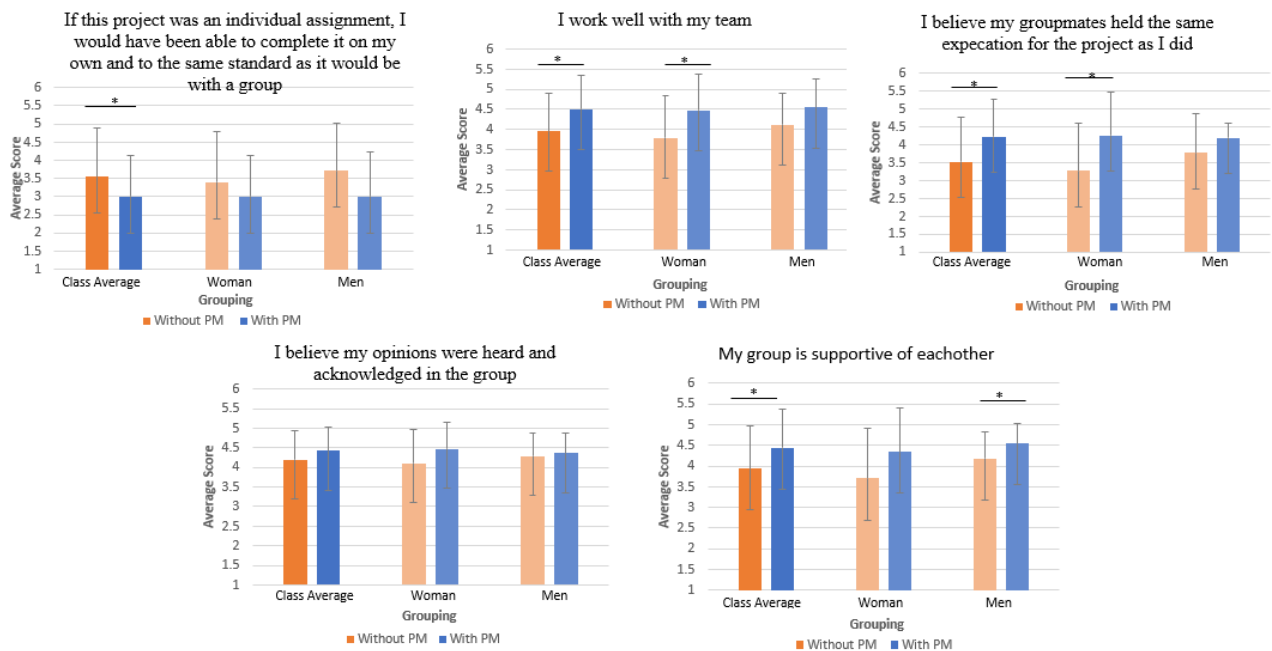 If this project was an individual assignment, I
would have been able to complete it on my
own and to the same standard as it would be
with a group
*
6
5.5
5
4.5
4
3.5
3
2.5
2
1.5
1
Average Score
Class Average Woman Men
Grouping
Without PM With PM
I work well with my team
* *
6
5.5
5
4.5
4
3.5
3
2.5
2
1.5
1
Average Score
Class Average Woman Men
Grouping
Without PM With PM
I believe my groupmates held the same
expecation for the project as I did
* *
6
5.5
5
4.5
4
3.5
3
2.5
2
1.5
1
Average Score
Class Average Woman Men
Grouping
Without PM With PM
I believe my opinions were heard and
acknowledged in the group
6
5.5
5
4.5
4
3.5
3
2.5
2
1.5
1
Average Score
Class Average Woman Men
Grouping
Without PM With PM
My group is supportive of eachother
* *
6
5.5
5
4.5
4
3.5
3
2.5
2
1.5
1
Average Score
Class Average Woman Men
Grouping
Without PM With PM